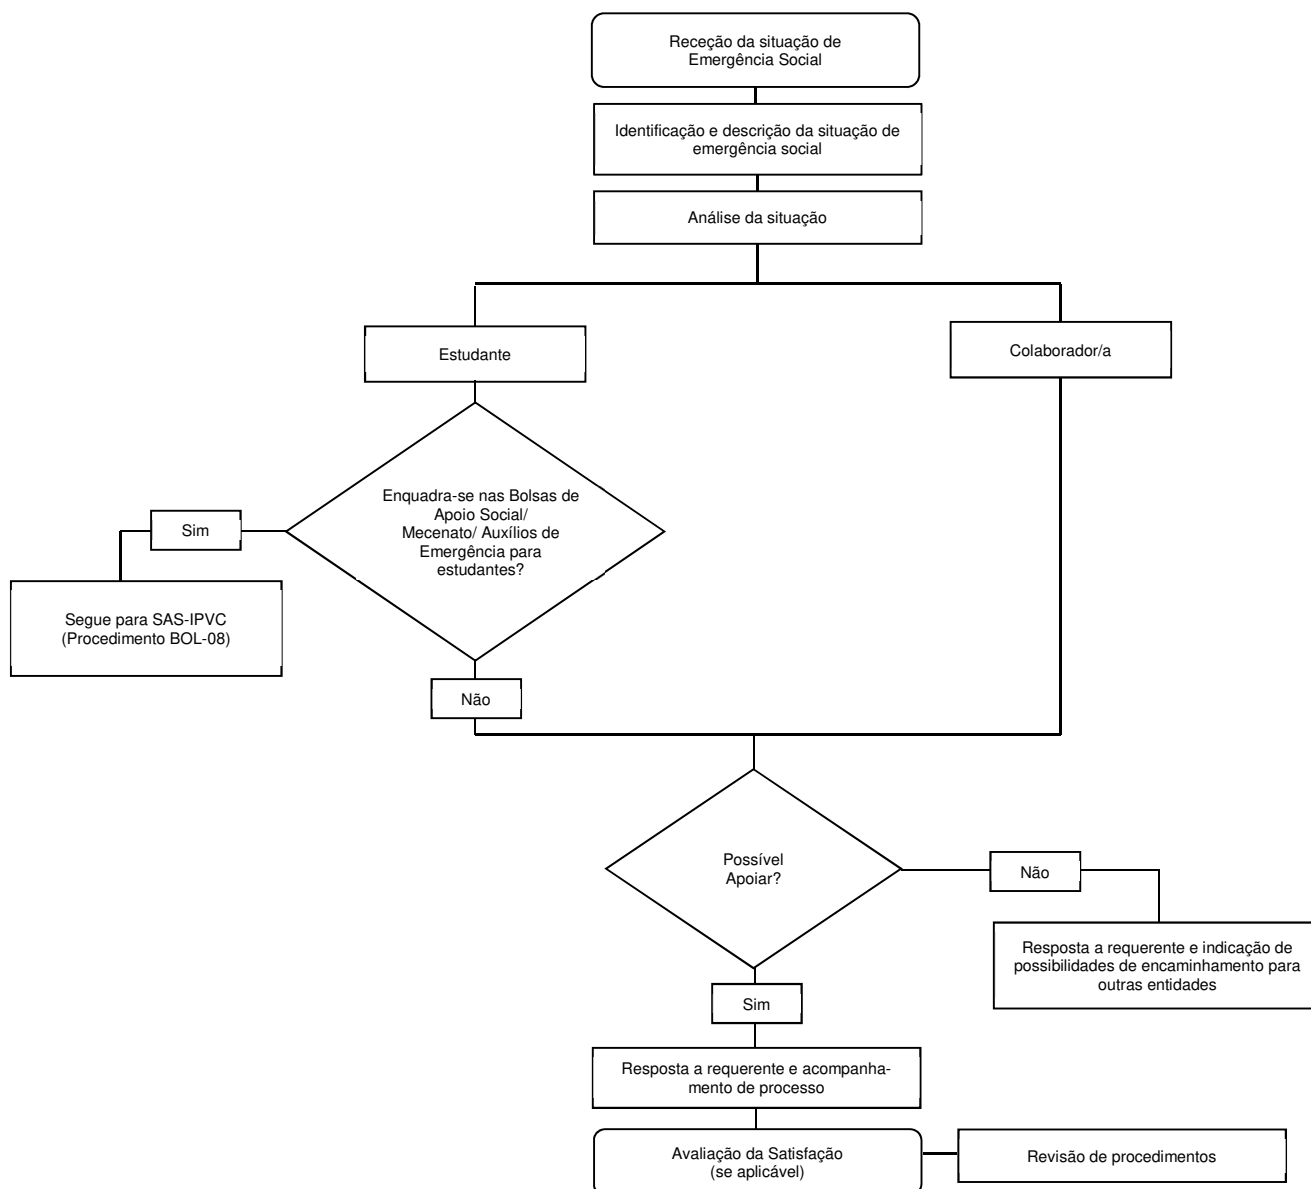 Receção da situação de
Emergência Social
Identificação e descrição da situação de
emergência social
Análise da situação
Estudante
Colaborador/a
Enquadra-se nas Bolsas de
Apoio Social/
Mecenato/ Auxílios de
Emergência para
estudantes?
Sim
Segue para SAS-IPVC
(Procedimento BOL-08)
Não
Possível
Apoiar?
Não
Resposta a requerente e indicação de
possibilidades de encaminhamento para
outras entidades
Sim
Resposta a requerente e acompanha-
mento de processo
Avaliação da Satisfação
(se aplicável)
Revisão de procedimentos